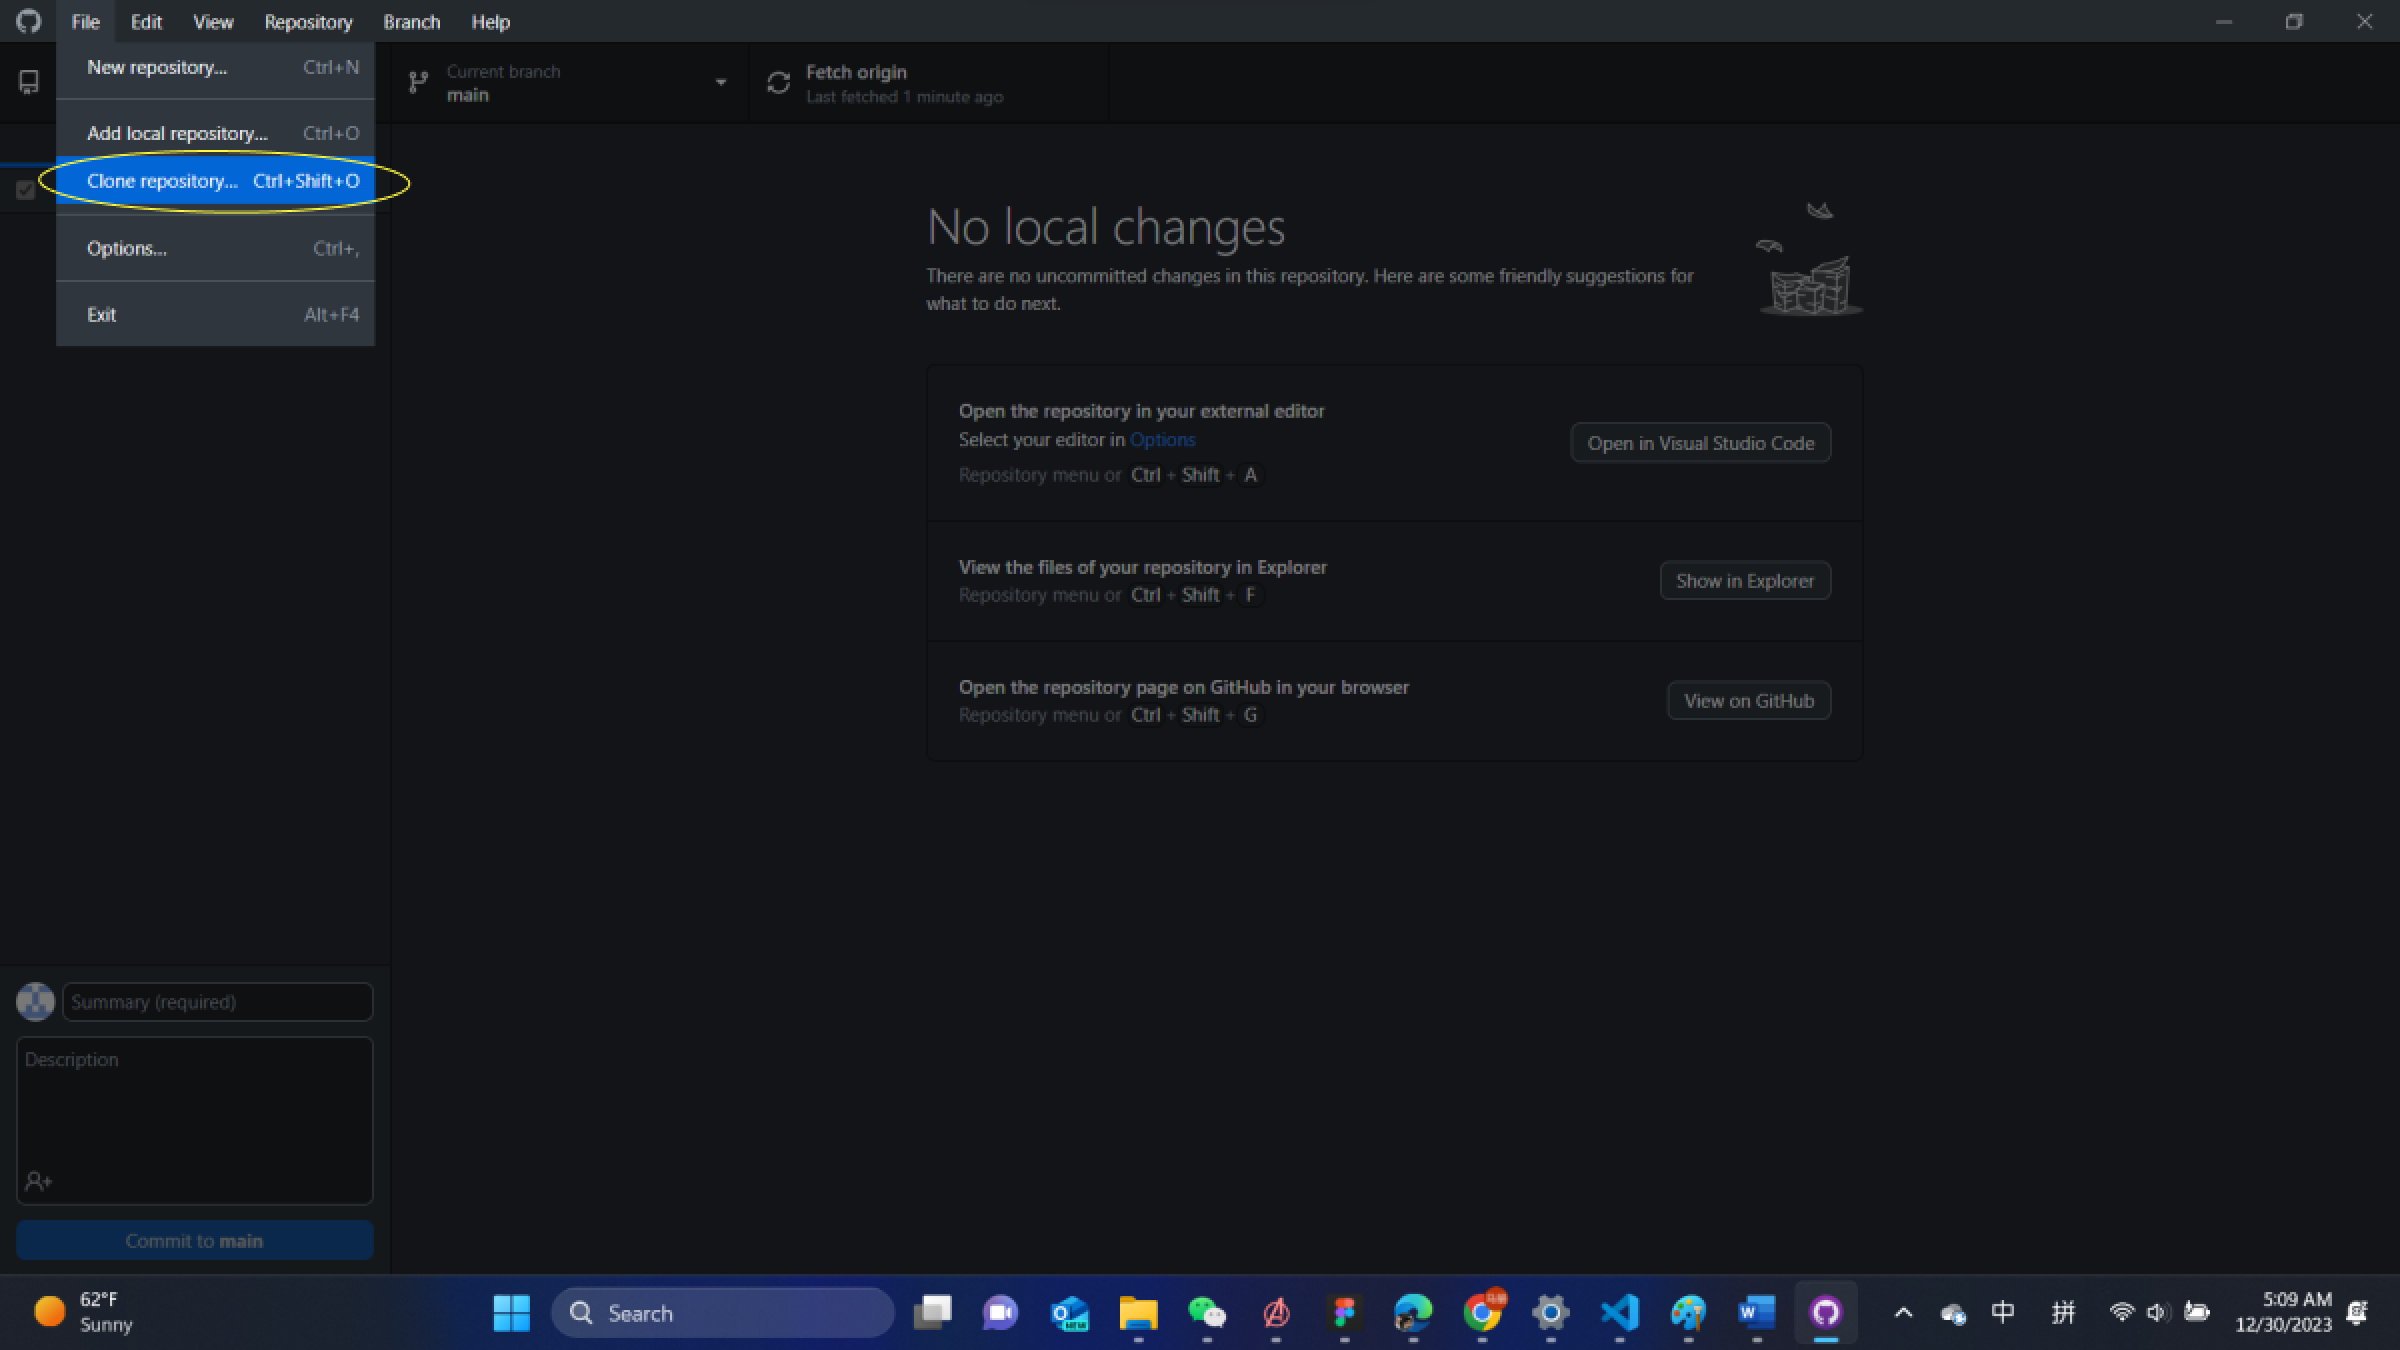 File Edit View Repository Branch Help
New repository... Ctrl+N
Add local repository... Ctrl+O
Clone repository... Ctrl+Shift+O
Options... Ctrl+,
Exit Alt+F4
Current branch
main
Fetch origin
Last fetched 1 minute ago
No local changes
There are no uncommitted changes in this repository. Here are some friendly suggestions for
what to do next.
Open the repository in your external editor
Select your editor in Options
Repository menu or Ctrl + Shift + A
Open in Visual Studio Code
View the files of your repository in Explorer
Repository menu or Ctrl + Shift + F
Show in Explorer
Open the repository page on GitHub in your browser
Repository menu or Ctrl + Shift + G
View on GitHub
Summary (required)
Description
Commit to main
62°F
Sunny
Search
NEW
中
拼
5:09 AM
12/30/2023